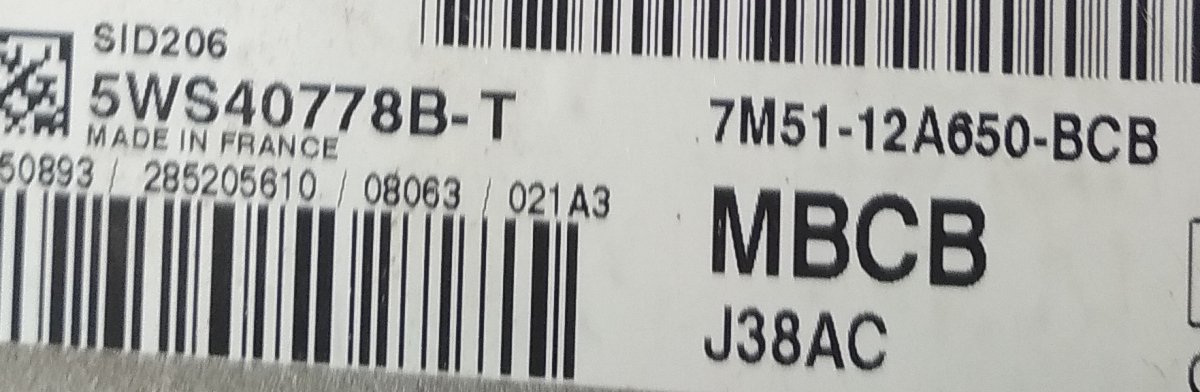 SID206
5WS40778B-T
MADE IN FRANCE
50893 / 285205610 / 08063 / 021A3
7M51-12A650-BCB
MBCB
J38AC